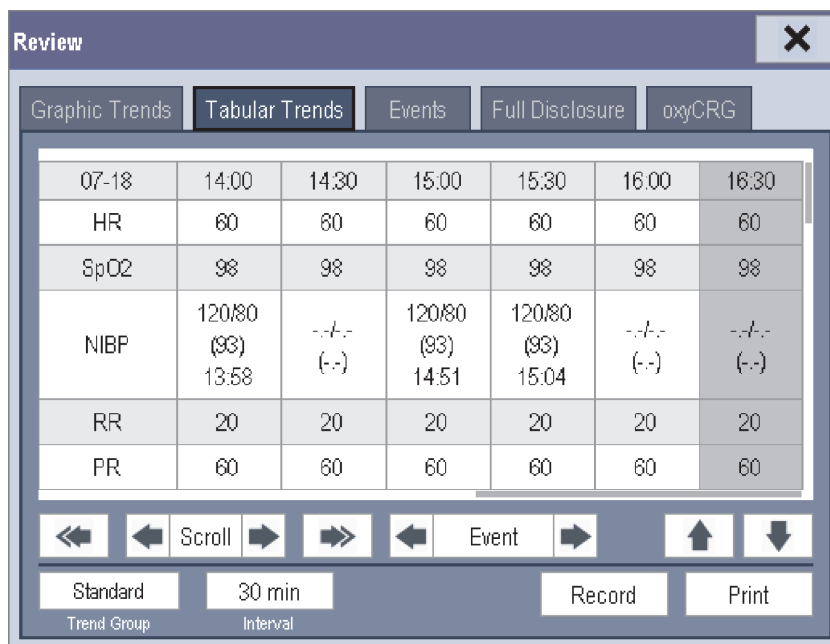 Review
Graphic Trends Tabular Trends Events Full Disclosure oxyCRG
07-18 14:00 14:30 15:00 15:30 16:00 16:30
HR 60 60 60 60 60 60
SpO2 98 98 98 98 98 98
120/80 120/80 120/80
NIBP (93) -.-/-.- (93) (93) -.-/-.- -.-/-.-
13:58 (-.-) 14:51 15:04 (-.-) (-.-)
RR 20 20 20 20 20 20
PR 60 60 60 60 60 60
Scroll Event
Standard 30 min Record Print
Trend Group Interval